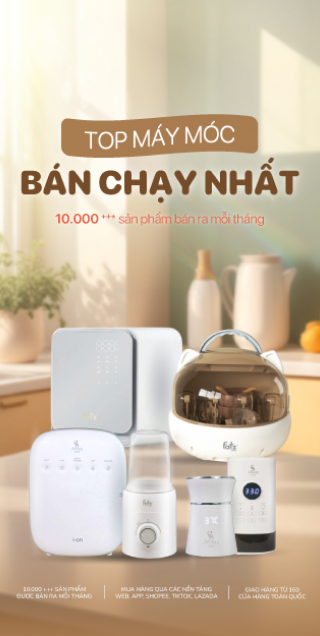 TOP MÁY MÓC
BÁN CHẠY NHẤT
10.000 +++ sản phẩm bán ra mỗi tháng
Fatz
10.000 +++ SẢN PHẨM
ĐƯỢC BÁN RA MỖI THÁNG
MUA HÀNG QUA CÁC NỀN TẢNG
WEB, APP, SHOPEE, TIKTOK, LAZADA
GIAO HÀNG TỪ 160
CỬA HÀNG TOÀN QUỐC